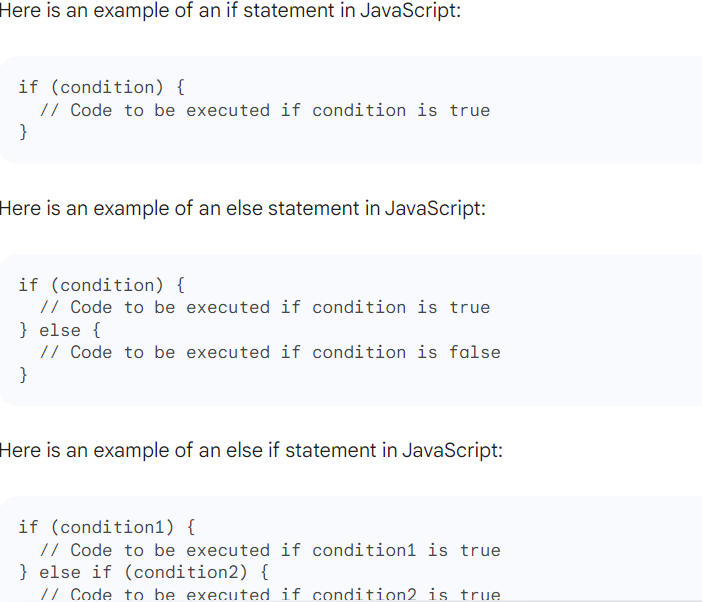 Here is an example of an if statement in JavaScript:
if (condition) {
  // Code to be executed if condition is true
}
Here is an example of an else statement in JavaScript:
if (condition) {
  // Code to be executed if condition is true
} else {
  // Code to be executed if condition is false
}
Here is an example of an else if statement in JavaScript:
if (condition1) {
  // Code to be executed if condition1 is true
} else if (condition2) {
  // Code to be executed if condition2 is true